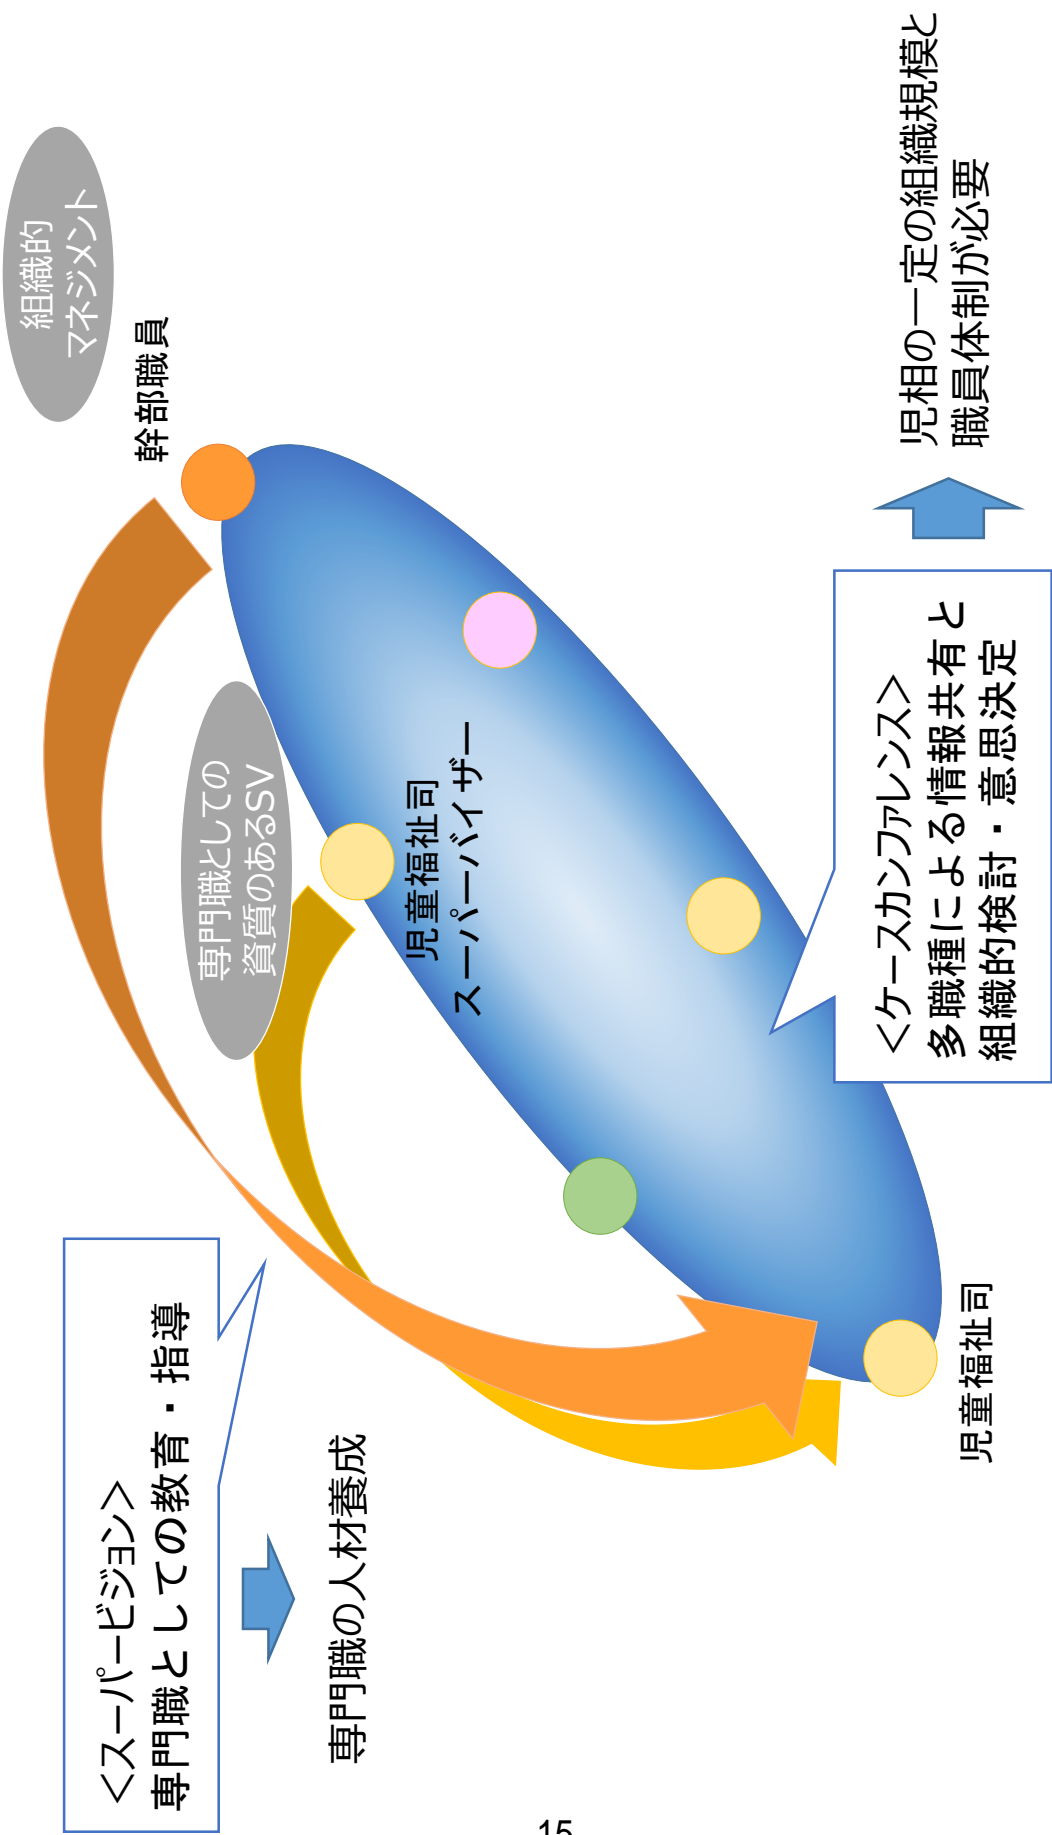 <スーパービジョン>
専門職としての教育・指導
専門職の人材養成
専門職としての
資質のあるSV
組織的
マネジメント
幹部職員
児童福祉司
スーパーバイザー
児童福祉司
<ケースカンファレンス>
多職種による情報共有と
組織的検討・意思決定
児相の一定の組織規模と
職員体制が必要
15